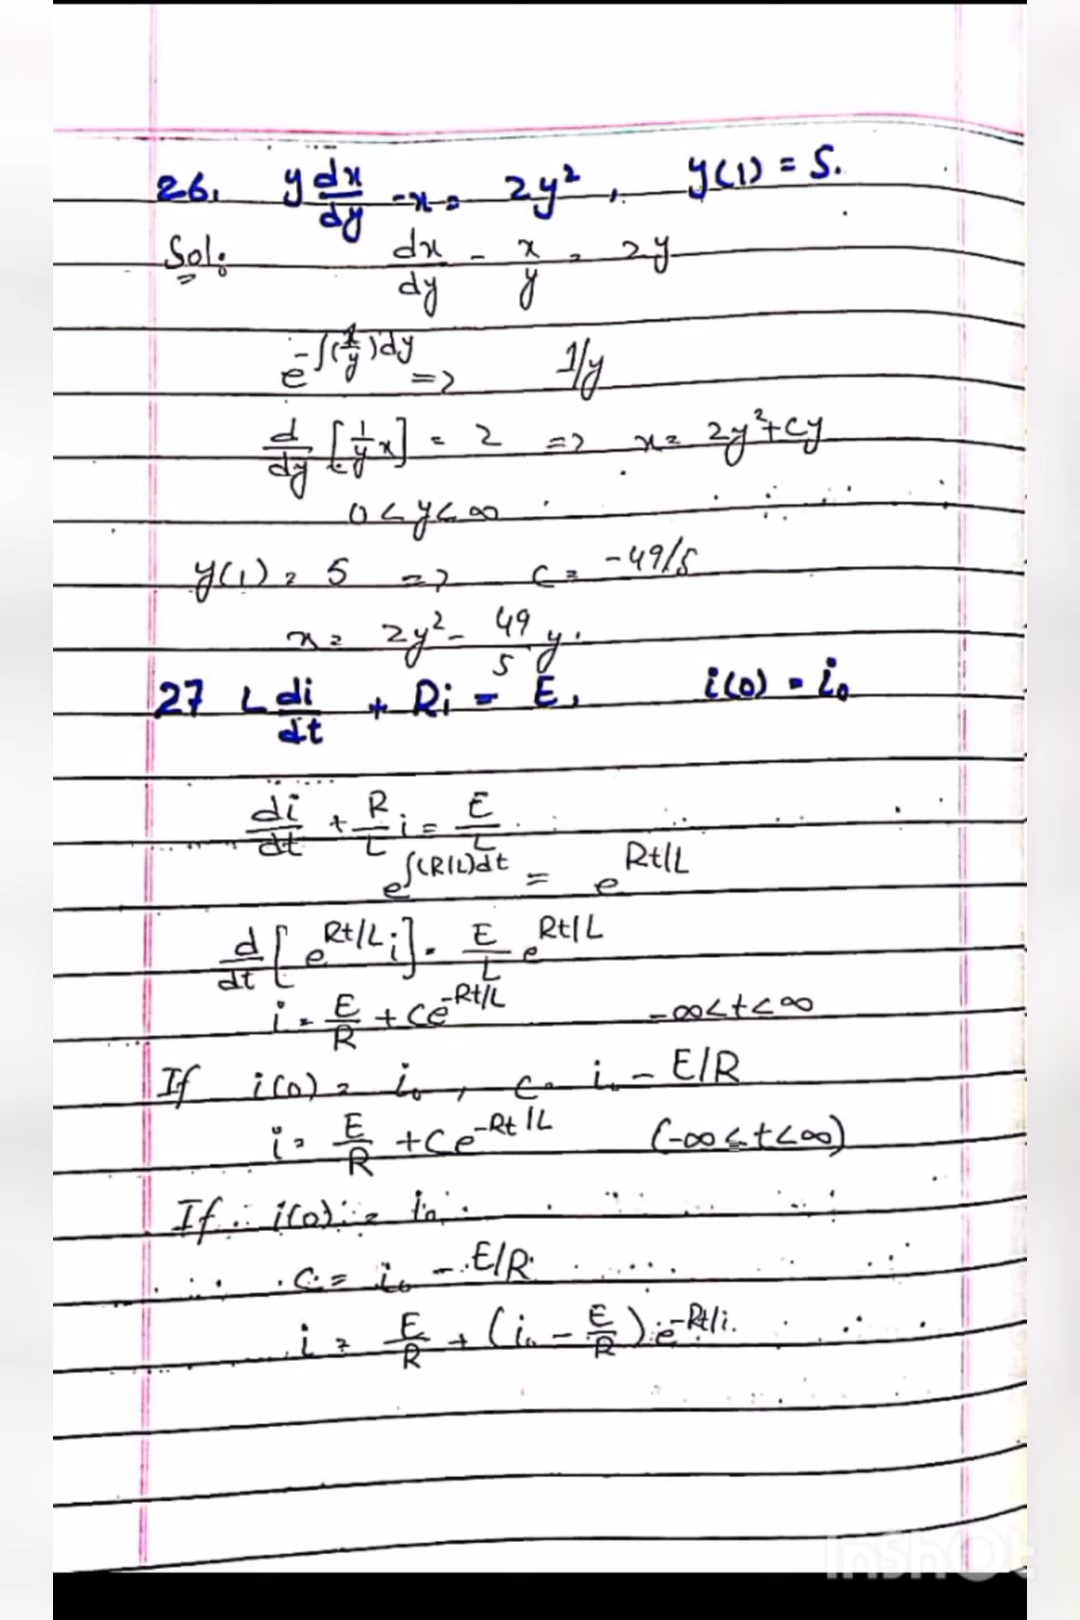 26. y dx/dy - x = 2y², y(1) = 5.
Sol: dx/dy - x/y = 2y
e^-∫(1/y)dy => 1/y
d/dy [1/y x] = 2 => x = 2y² + cy
0 < y < ∞
y(1) = 5 => c = -49/5
x = 2y² - 49/5 y.
27 L di/dt + Ri = E, i(0) = i₀
di/dt + R/L i = E/L
e^∫(R/L)dt = e^Rt/L
d/dt [e^Rt/L i] = E/L e^Rt/L
i = E/R + ce^-Rt/L -∞<t<∞
If i(0) = i₀, c = i₀ - E/R
i = E/R + ce^-Rt/L (-∞<t<∞)
If i(0) = i₀
c = i₀ - E/R
i = E/R + (i₀ - E/R) e^-Rt/i.
InShOt